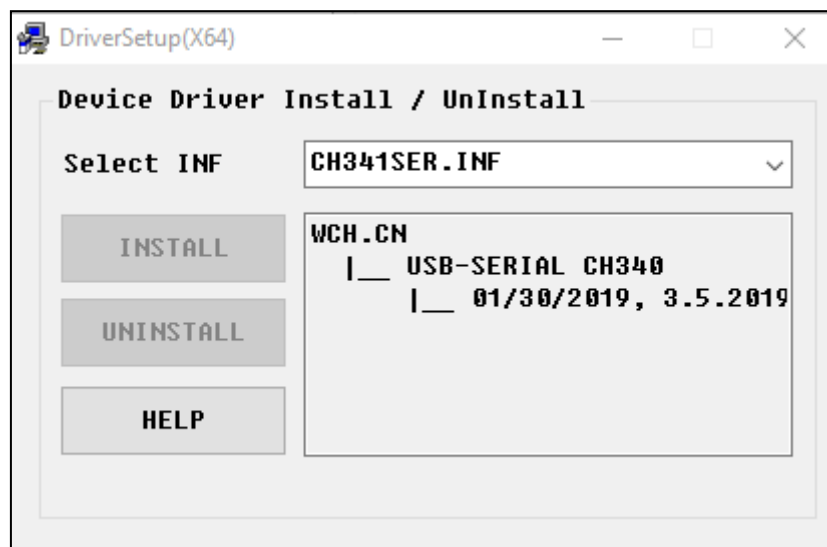 DriverSetup(X64)
Device Driver Install / UnInstall
Select INF
CH341SER.INF
INSTALL
UNINSTALL
HELP
WCH.CN
|__ USB-SERIAL CH340
|__ 01/30/2019, 3.5.2019